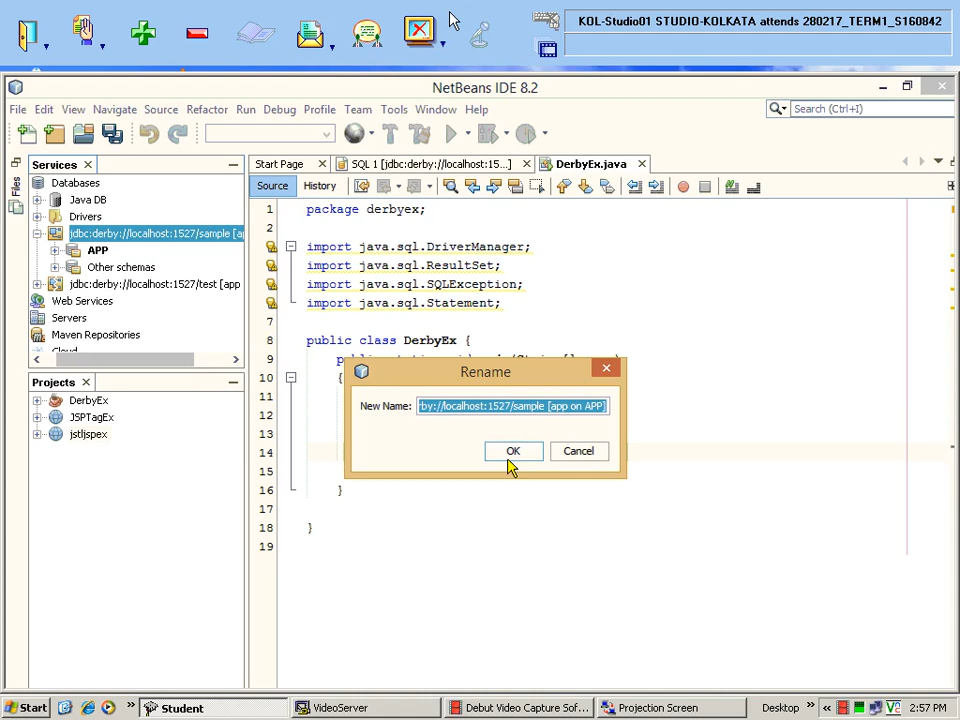 KOL-Studio01 STUDIO-KOLKATA attends 280217_TERM1_S160842
NetBeans IDE 8.2
File Edit View Navigate Source Refactor Run Debug Profile Team Tools Window Help
Search (Ctrl+I)
Services
Files
Databases
Java DB
Drivers
jdbc:derby://localhost:1527/sample [ap
APP
Other schemas
jdbc:derby://localhost:1527/test [app
Web Services
Servers
Maven Repositories
Cloud
Projects
DerbyEx
JSPTagEx
jstljspex
Start Page SQL 1 [jdbc:derby://localhost:15...] DerbyEx.java
Source History
1 package derbyex;
2
import java.sql.DriverManager;
import java.sql.ResultSet;
import java.sql.SQLException;
import java.sql.Statement;
7
8 public class DerbyEx {
9
10 {
11
12
13
14
15
16 }
17
18 }
19
Rename
New Name: rby://localhost:1527/sample [app on APP]
OK Cancel
Start Student VideoServer Debut Video Capture Sof... Projection Screen Desktop 2:57 PM